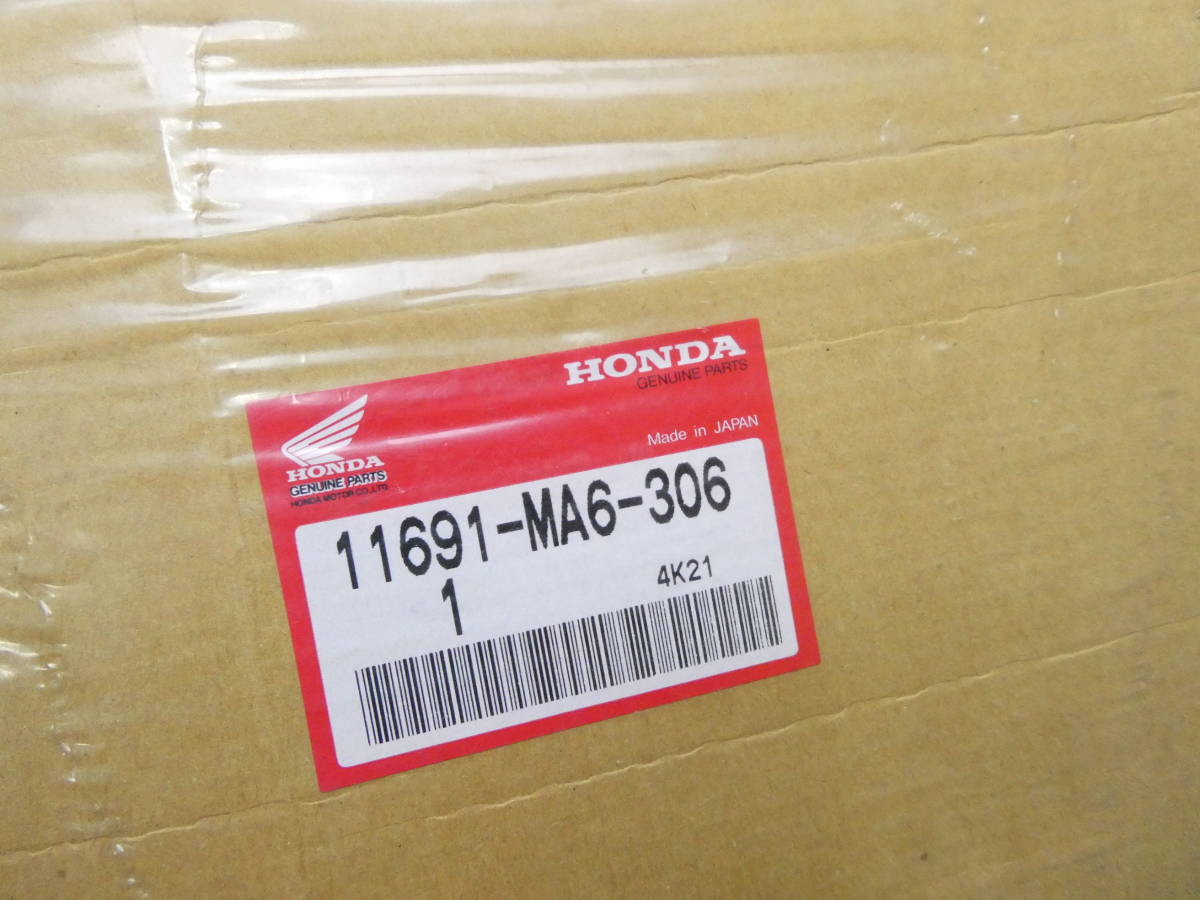 HONDA
GENUINE PARTS
HONDA
GENUINE PARTS
HONDA MOTOR CO.,LTD.
Made in JAPAN
11691-MA6-306
1
4K21